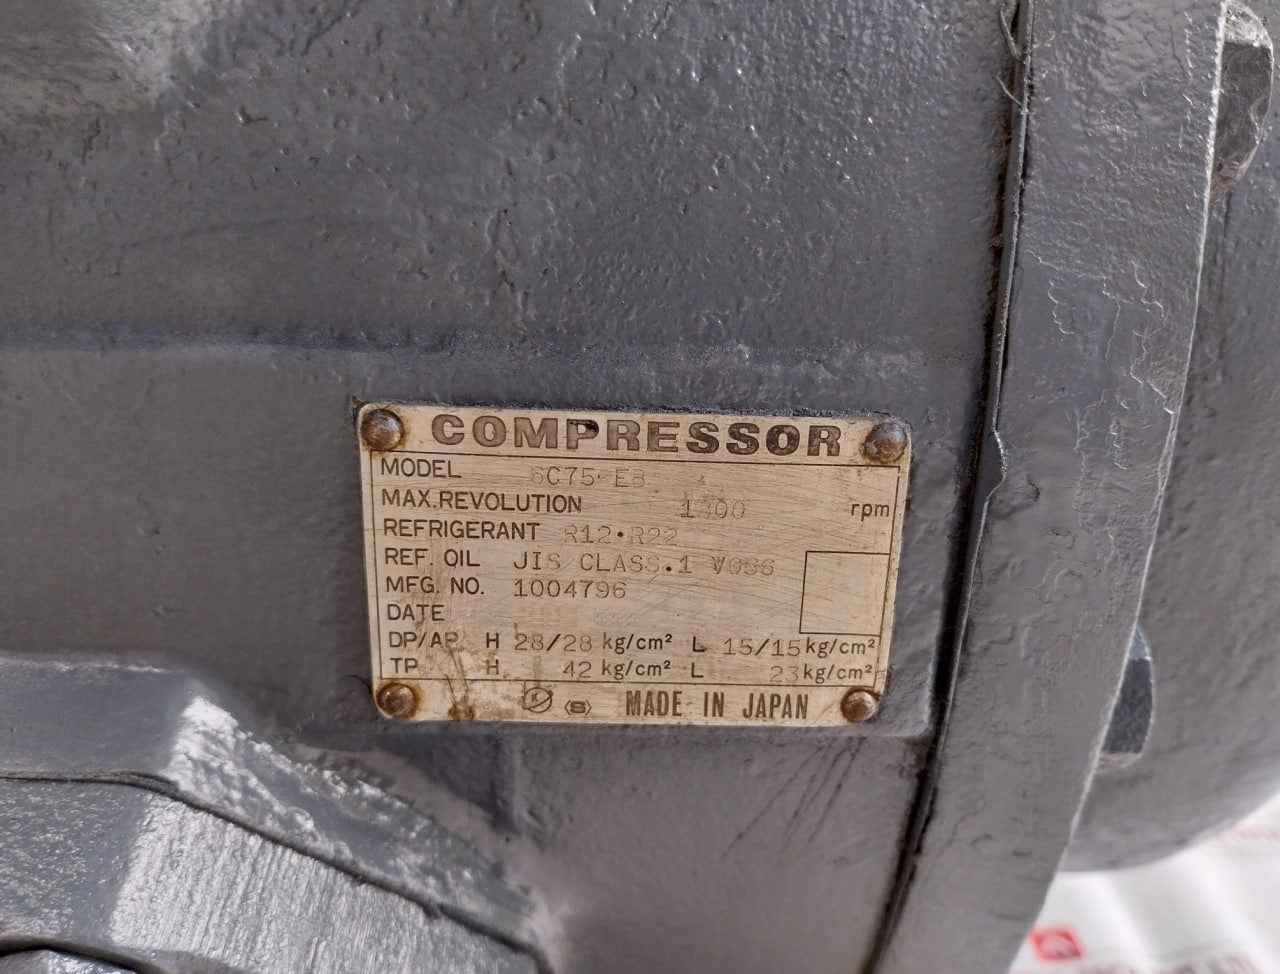 COMPRESSOR
MODEL 6C75·EB
MAX.REVOLUTION rpm
REFRIGERANT R12·R22
REF. OIL JIS CLASS.1
MFG. NO. 1004796
DATE
DP/AP H 28/28 kg/cm² L 15/15 kg/cm²
TP H 42 kg/cm² L 23 kg/cm²
K S MADE IN JAPAN